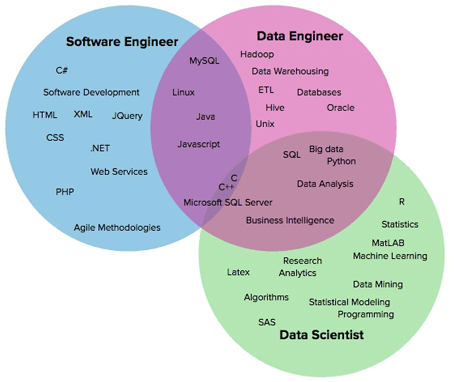 Software Engineer
Data Engineer
MySQL
Hadoop
C#
Data Warehousing
Software Development
Linux
ETL
Databases
HTML
XML
JQuery
Java
Hive
Oracle
Unix
CSS
.NET
Javascript
SQL
Big data
Python
Web Services
C
C++
Data Analysis
PHP
Microsoft SQL Server
R
Agile Methodologies
Business Intelligence
Statistics
MatLAB
Machine Learning
Research
Analytics
Latex
Data Mining
Algorithms
Statistical Modeling
Programming
SAS
Data Scientist